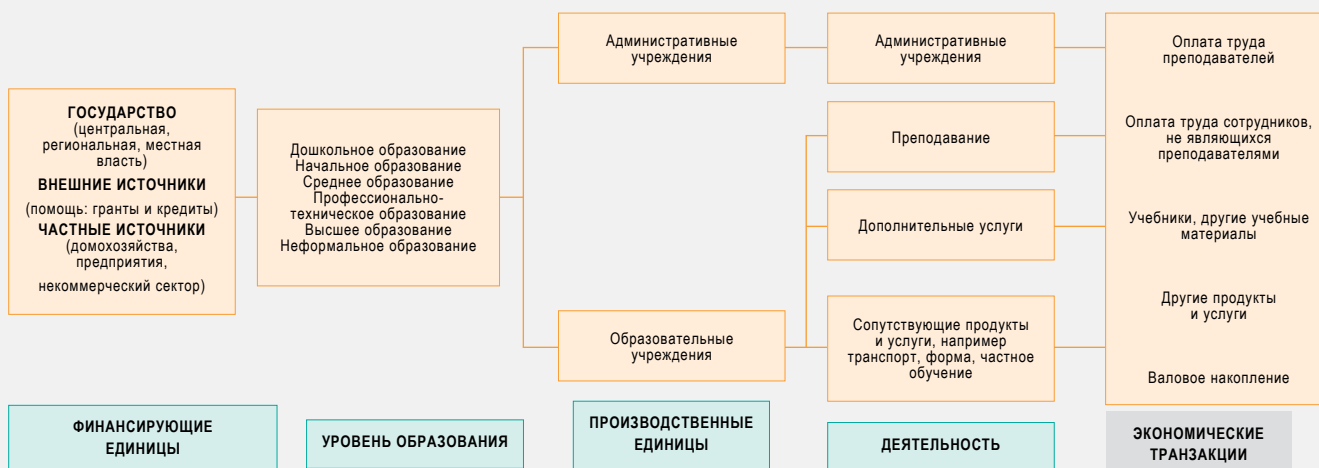 ГОСУДАРСТВО
(центральная,
региональная, местная
власть)
ВНЕШНИЕ ИСТОЧНИКИ
(помощь: гранты и кредиты)
ЧАСТНЫЕ ИСТОЧНИКИ
(домохозяйства,
предприятия,
некоммерческий сектор)
Дошкольное образование
Начальное образование
Среднее образование
Профессионально-
техническое образование
Высшее образование
Неформальное образование
Административные
учреждения
Образовательные
учреждения
Административные
учреждения
Преподавание
Дополнительные услуги
Сопутствующие продукты
и услуги, например
транспорт, форма, частное
обучение
Оплата труда
преподавателей
Оплата труда сотрудников,
не являющихся
преподавателями
Учебники, другие учебные
материалы
Другие продукты
и услуги
Валовое накопление
ФИНАНСИРУЮЩИЕ
ЕДИНИЦЫ
УРОВЕНЬ ОБРАЗОВАНИЯ
ПРОИЗВОДСТВЕННЫЕ
ЕДИНИЦЫ
ДЕЯТЕЛЬНОСТЬ
ЭКОНОМИЧЕСКИЕ
ТРАНЗАКЦИИ